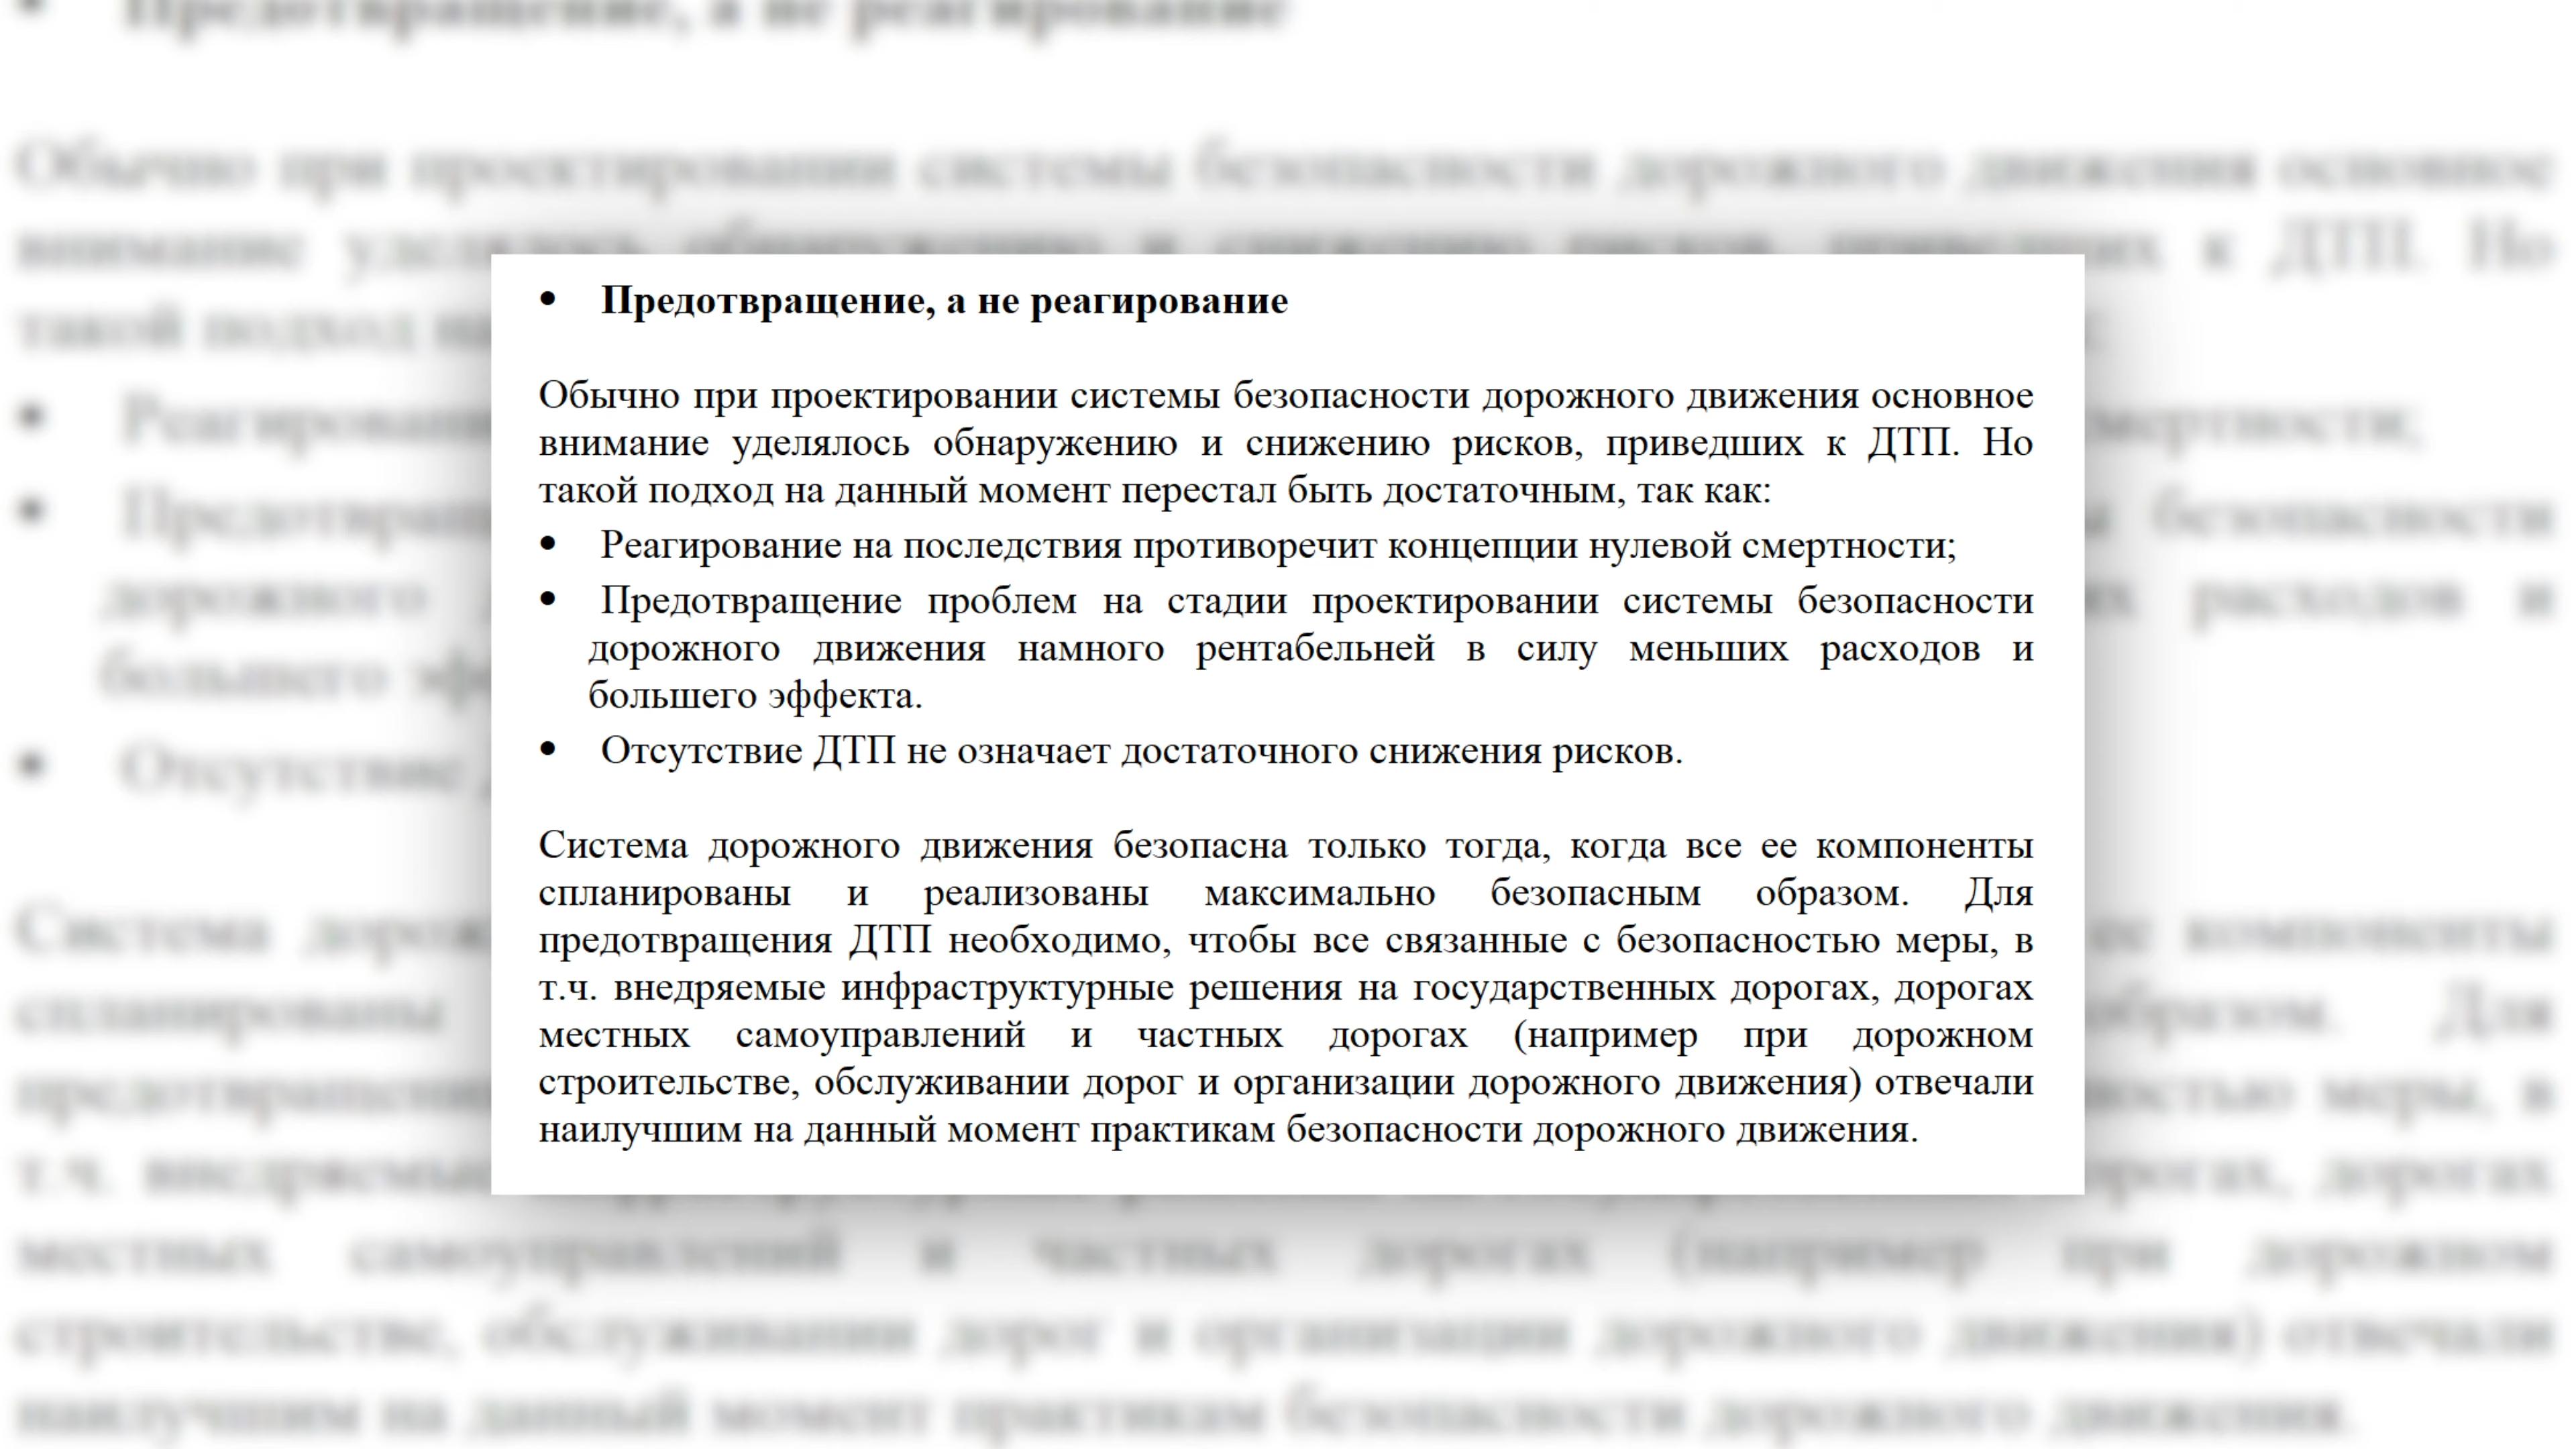 • Предотвращение, а не реагирование
Обычно при проектировании системы безопасности дорожного движения основное
внимание уделялось обнаружению и снижению рисков, приведших к ДТП. Но
такой подход на данный момент перестал быть достаточным, так как:
• Реагирование на последствия противоречит концепции нулевой смертности;
• Предотвращение проблем на стадии проектировании системы безопасности
дорожного движения намного рентабельней в силу меньших расходов и
большего эффекта.
• Отсутствие ДТП не означает достаточного снижения рисков.
Система дорожного движения безопасна только тогда, когда все ее компоненты
спланированы и реализованы максимально безопасным образом. Для
предотвращения ДТП необходимо, чтобы все связанные с безопасностью меры, в
т.ч. внедряемые инфраструктурные решения на государственных дорогах, дорогах
местных самоуправлений и частных дорогах (например при дорожном
строительстве, обслуживании дорог и организации дорожного движения) отвечали
наилучшим на данный момент практикам безопасности дорожного движения.